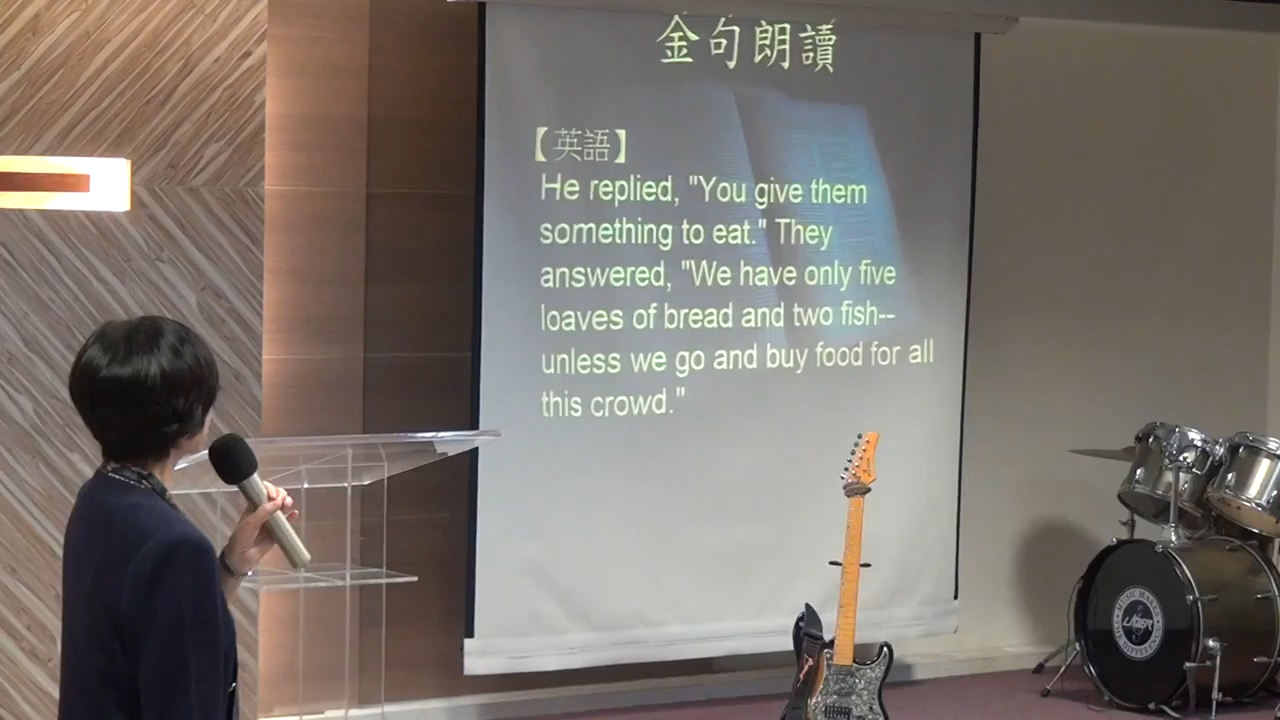 金句朗讀
【英語】
He replied, "You give them
something to eat." They
answered, "We have only five
loaves of bread and two fish--
unless we go and buy food for all
this crowd."